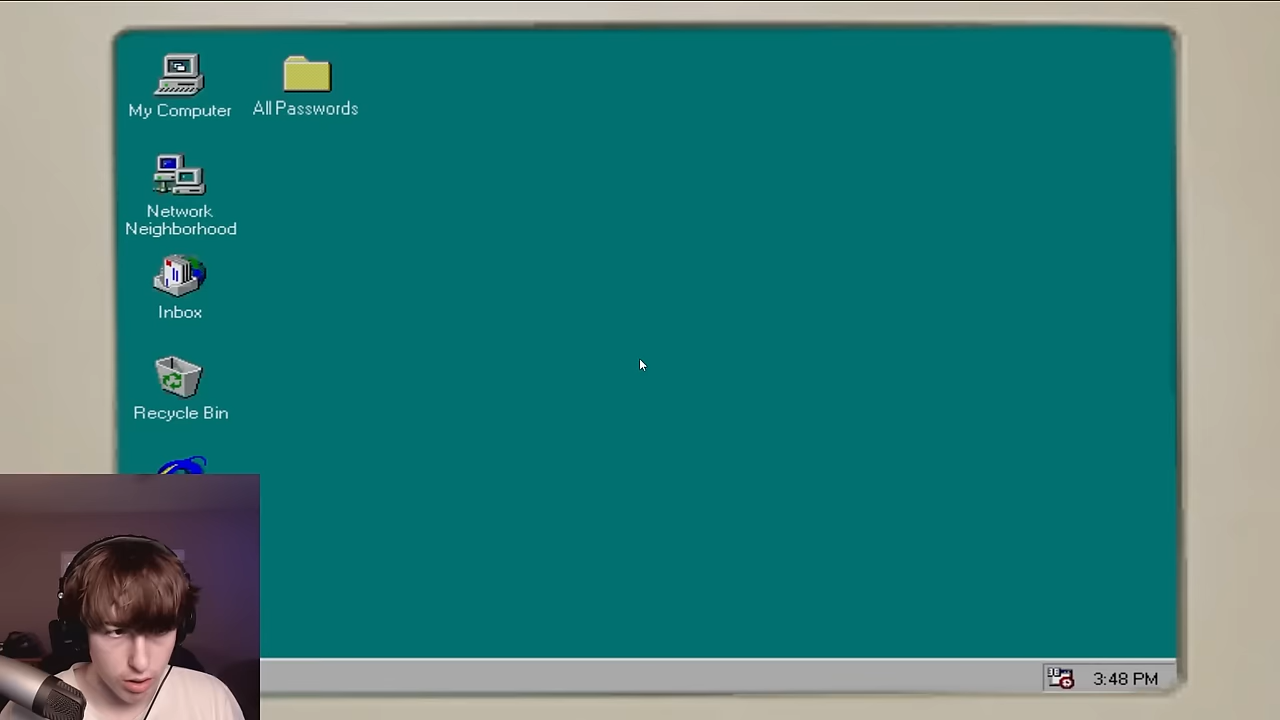 My Computer
All Passwords
Network
Neighborhood
Inbox
Recycle Bin
3:48 PM